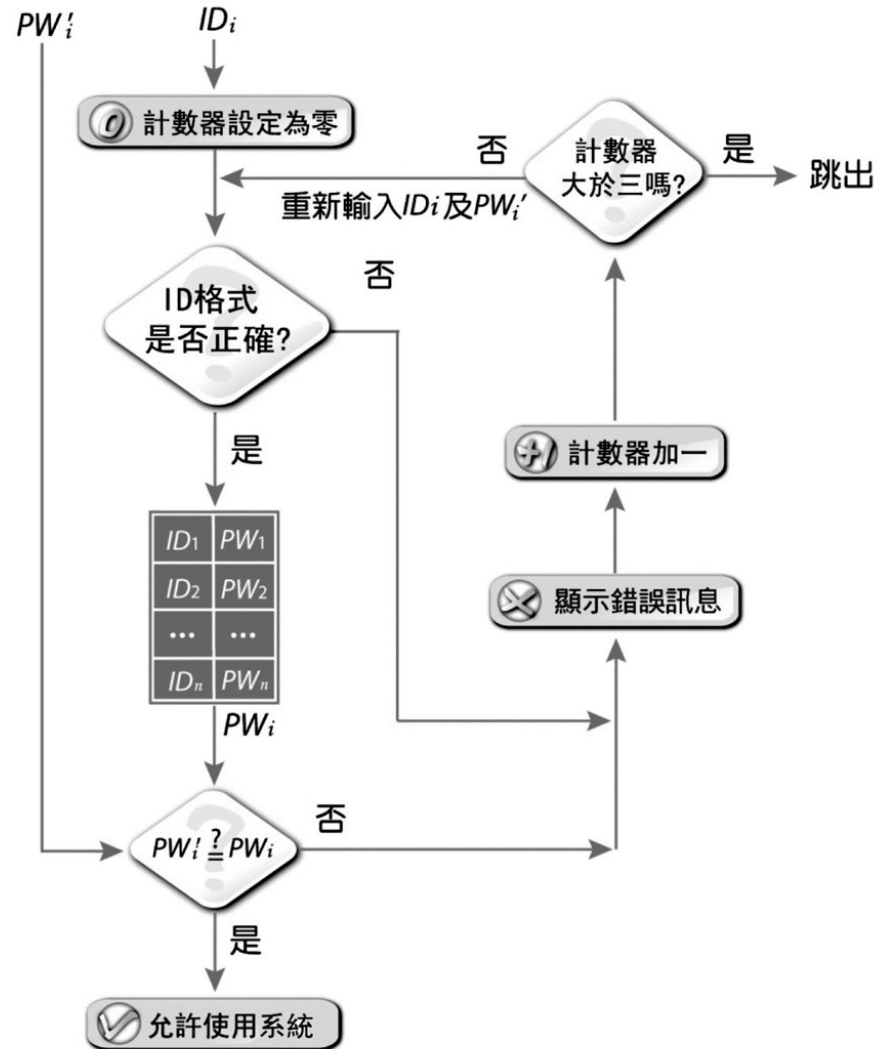 PW′i
IDi
計數器設定為零
否
計數器
大於三嗎?
是
跳出
重新輸入IDi及PWi′
ID格式
是否正確?
否
是
計數器加一
ID1 PW1
ID2 PW2
... ...
IDn PWn
顯示錯誤訊息
PWi
PWi′ ≟ PWi
否
是
允許使用系統